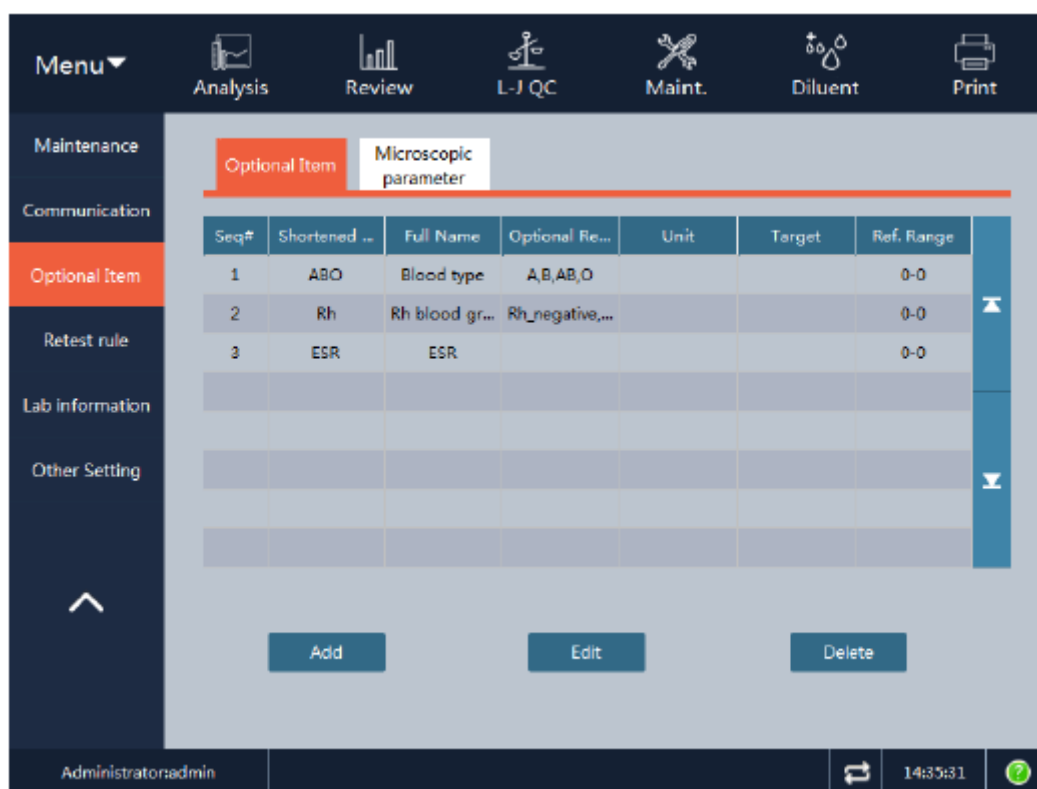 Menu▼
Analysis Review L-J QC Maint. Diluent Print
Maintenance
Communication
Optional Item
Retest rule
Lab information
Other Setting
Optional Item
Microscopic
parameter
Seq# Shortened ... Full Name Optional Re... Unit Target Ref. Range
1 ABO Blood type A,B,AB,O 0-0
2 Rh Rh blood gr... Rh_negative,... 0-0
3 ESR ESR 0-0
Add Edit Delete
Administrator:admin 14:35:31 ?